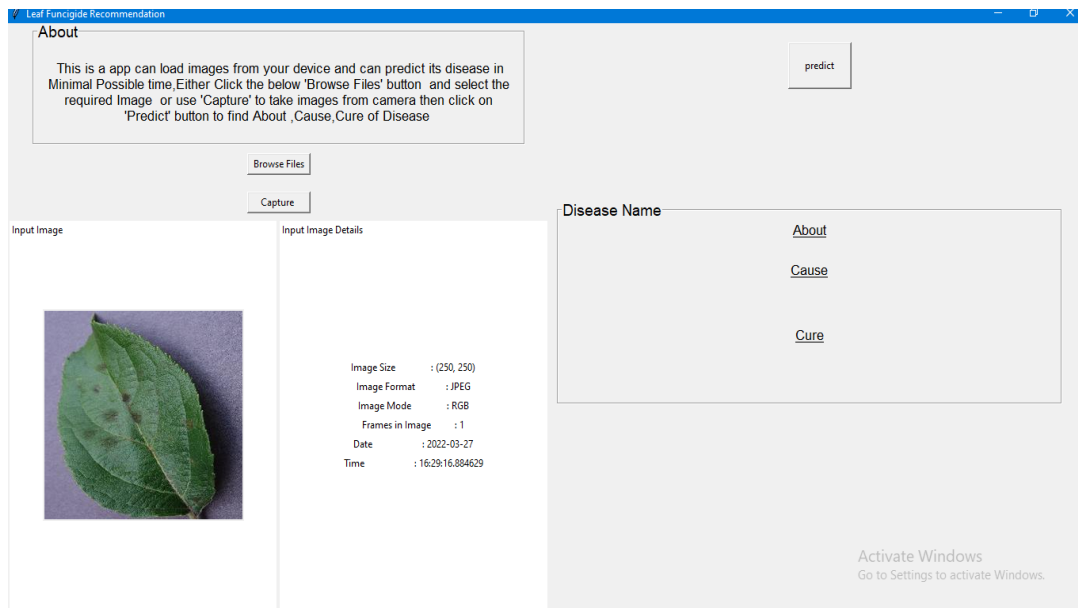 Leaf Funcigide Recommendation
About
This is a app can load images from your device and can predict its disease in
Minimal Possible time,Either Click the below 'Browse Files' button and select the
required Image or use 'Capture' to take images from camera then click on
'Predict' button to find About ,Cause,Cure of Disease
Browse Files
Capture
predict
Input Image
Input Image Details
Image Size : (250, 250)
Image Format : JPEG
Image Mode : RGB
Frames in Image : 1
Date : 2022-03-27
Time : 16:29:16.884629
Disease Name
About
Cause
Cure
Activate Windows
Go to Settings to activate Windows.